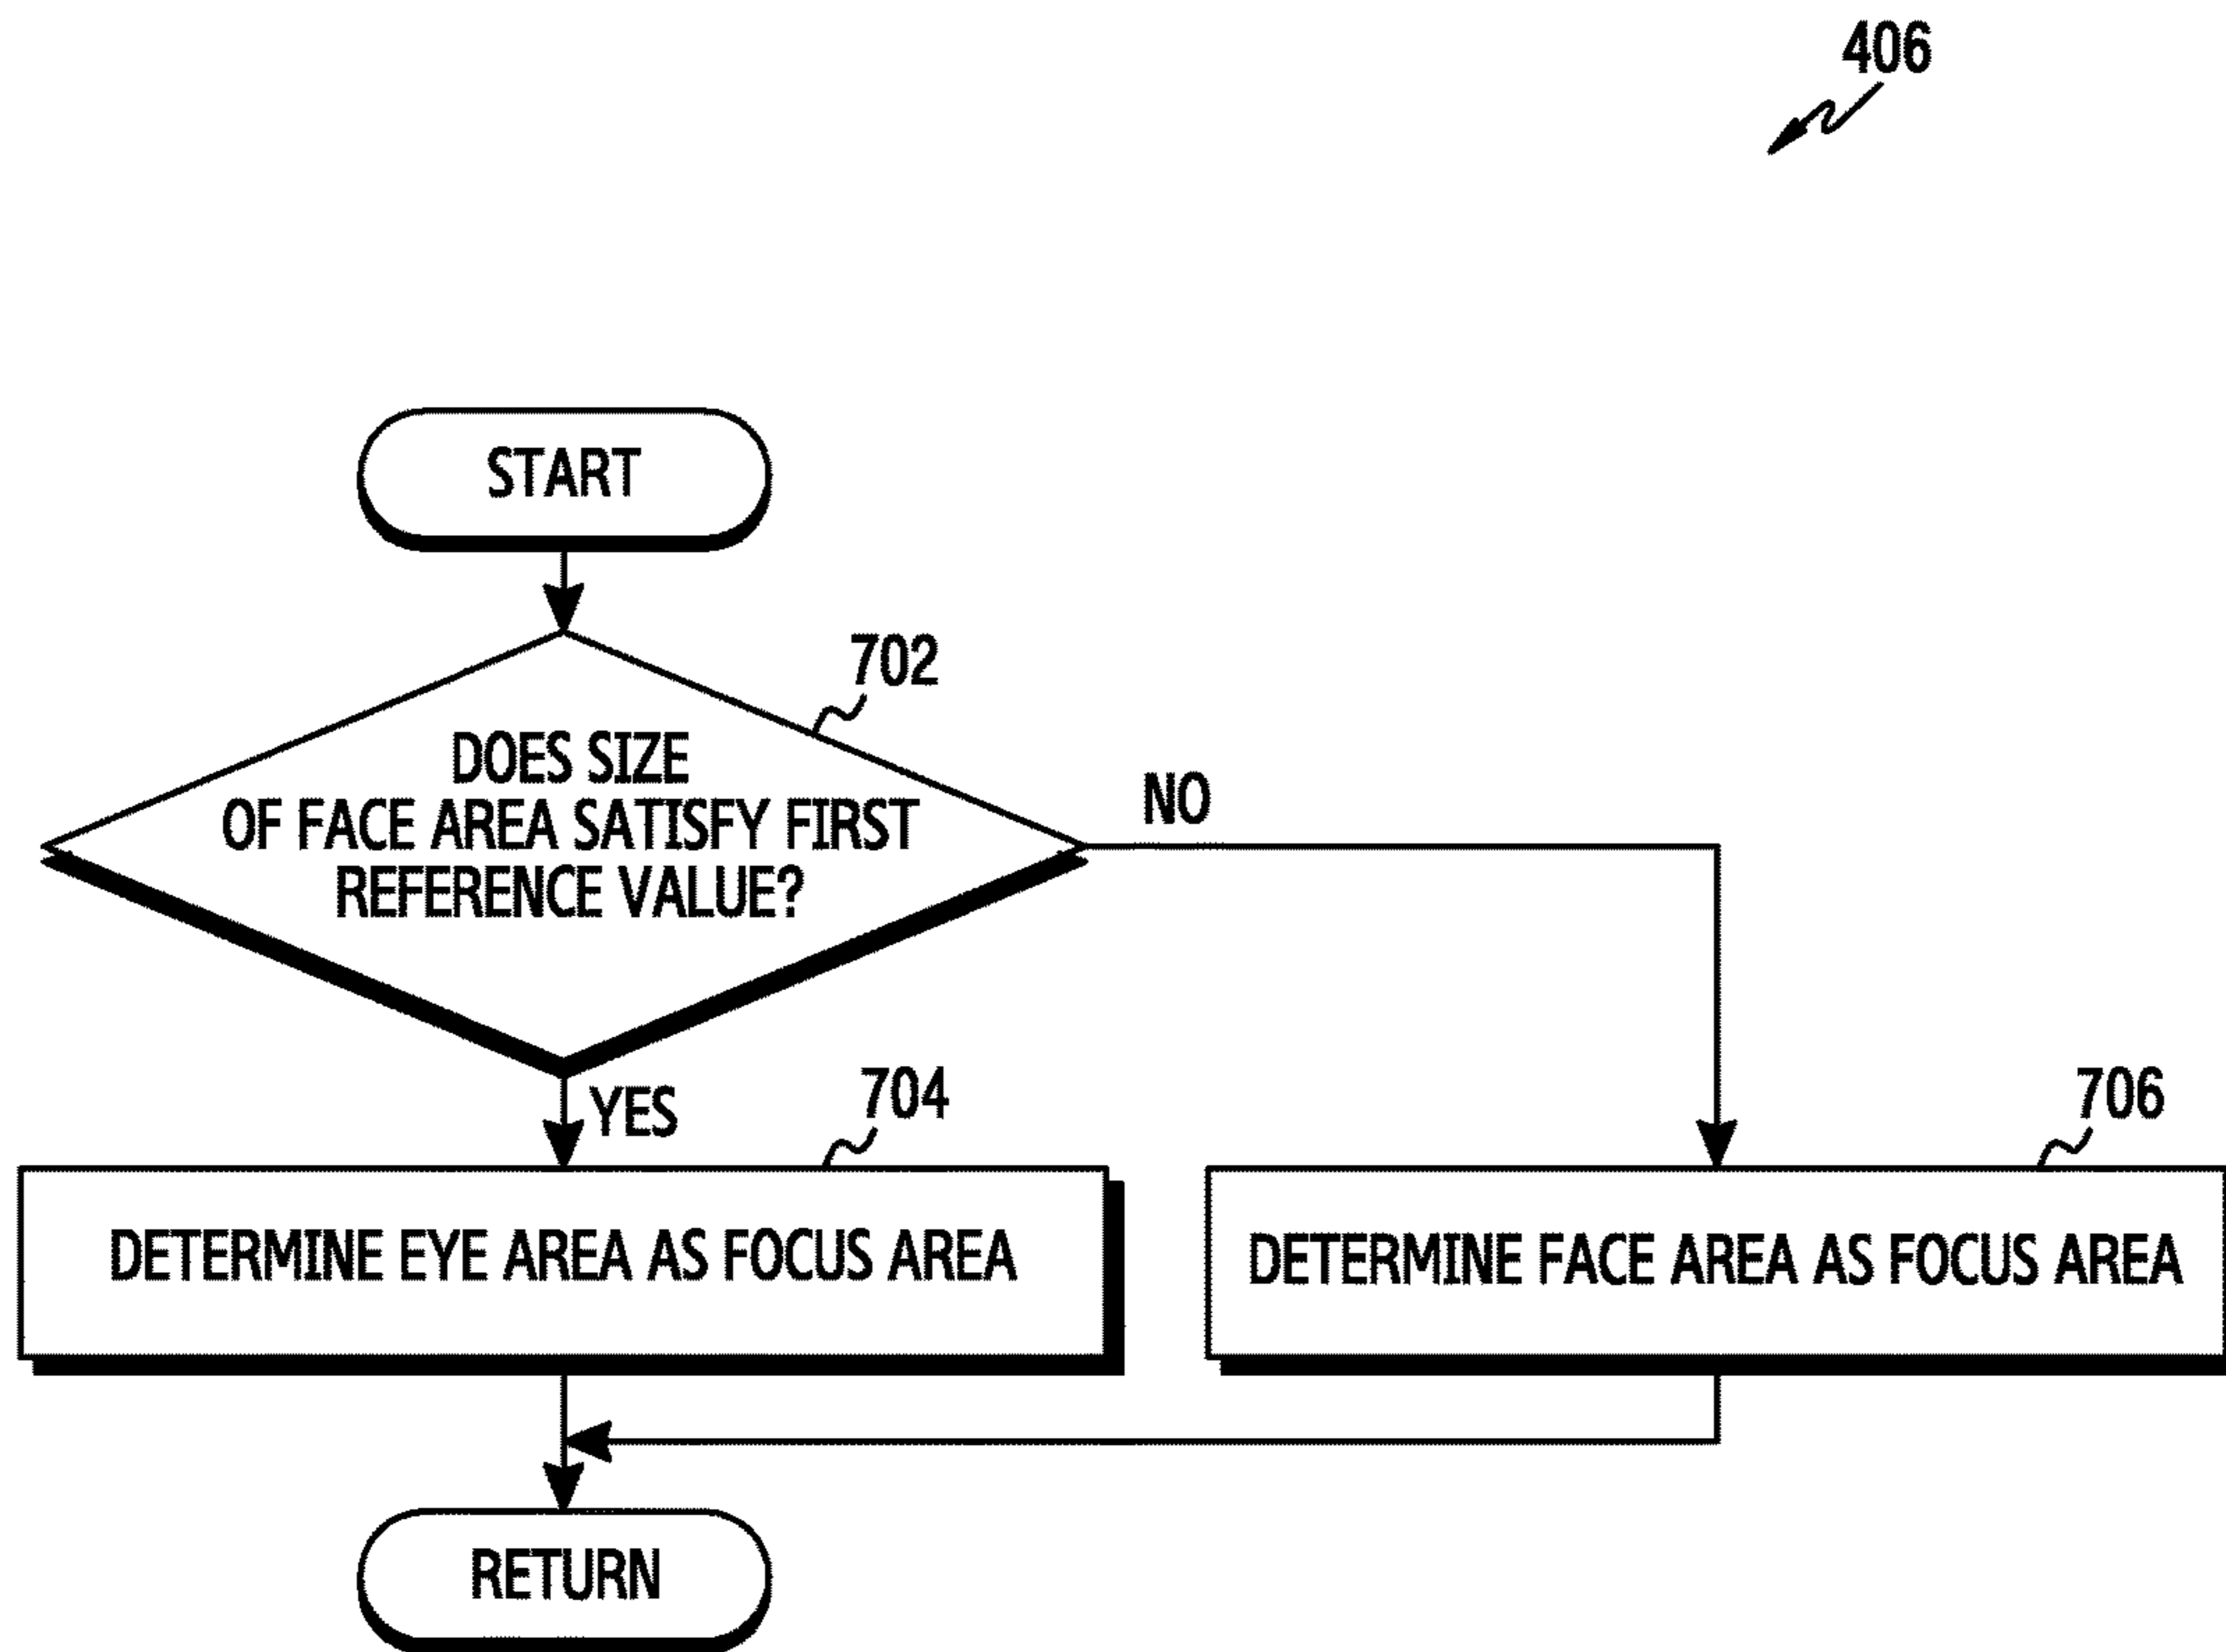 406
START
702
DOES SIZE
OF FACE AREA SATISFY FIRST
REFERENCE VALUE?
NO
YES
704
706
DETERMINE EYE AREA AS FOCUS AREA
DETERMINE FACE AREA AS FOCUS AREA
RETURN